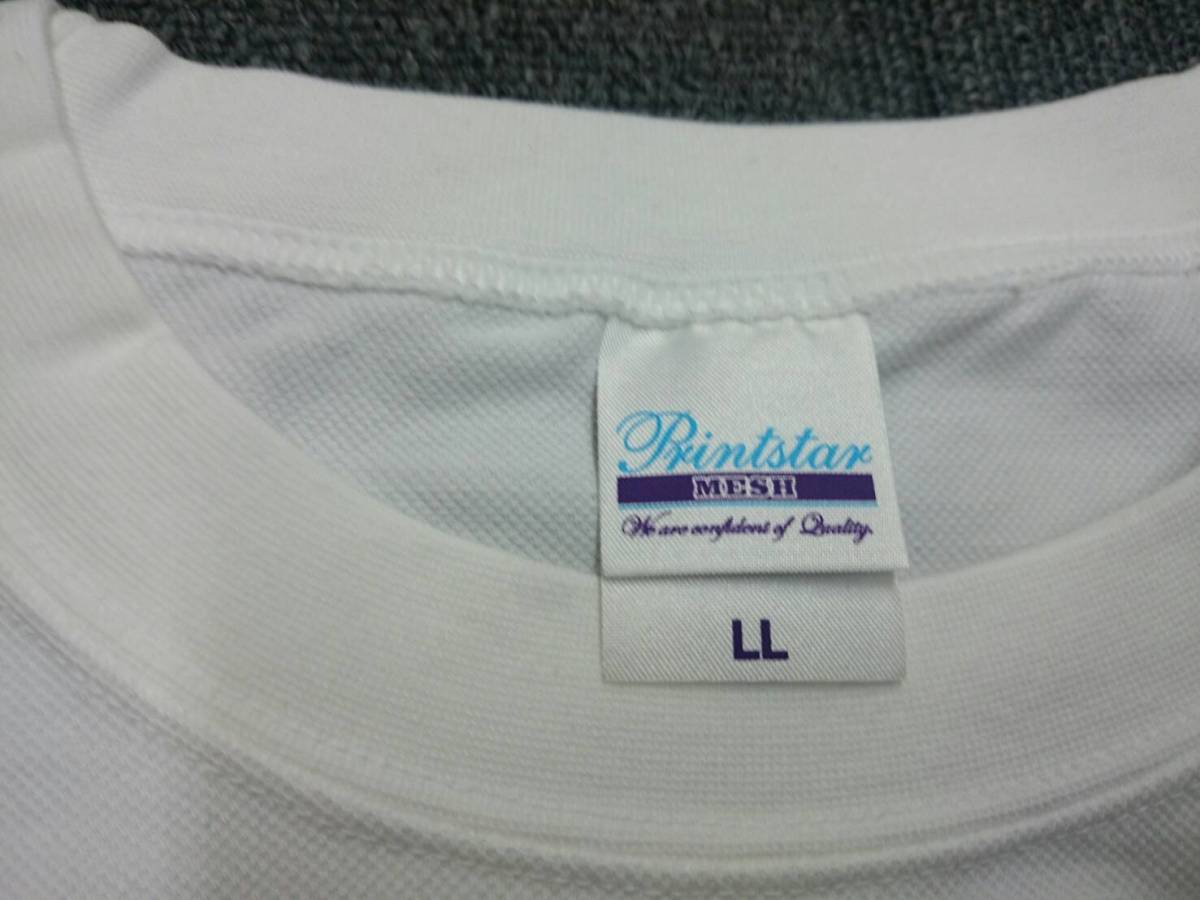 Printstar
MESH
We are confident of Quality.
LL